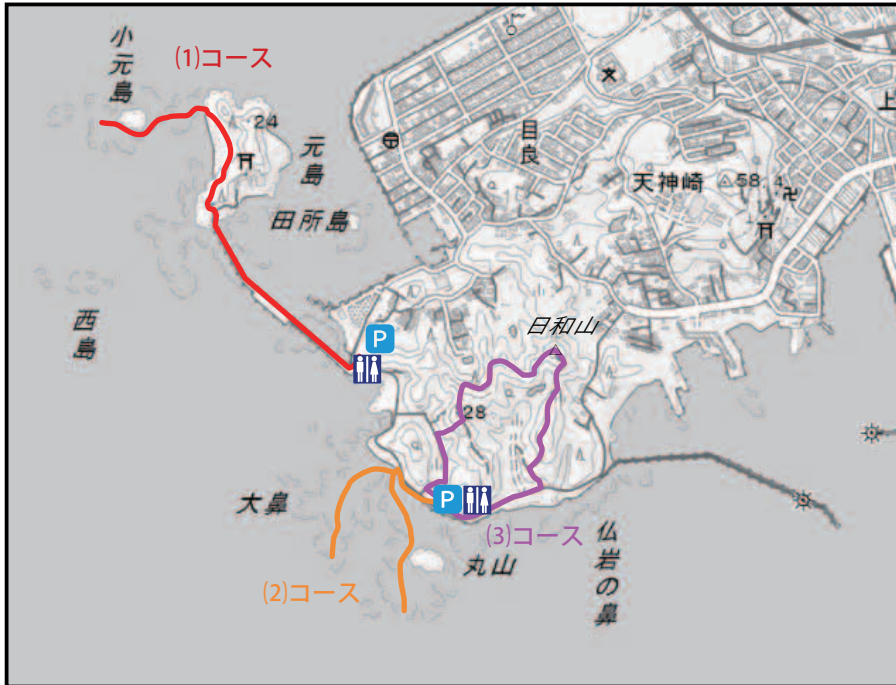 小元島
⑴コース
24
元島
田所島
目良
天神崎
58.4
上
西島
P
日和山
28
大鼻
P
⑶コース
仏岩の鼻
丸山
⑵コース